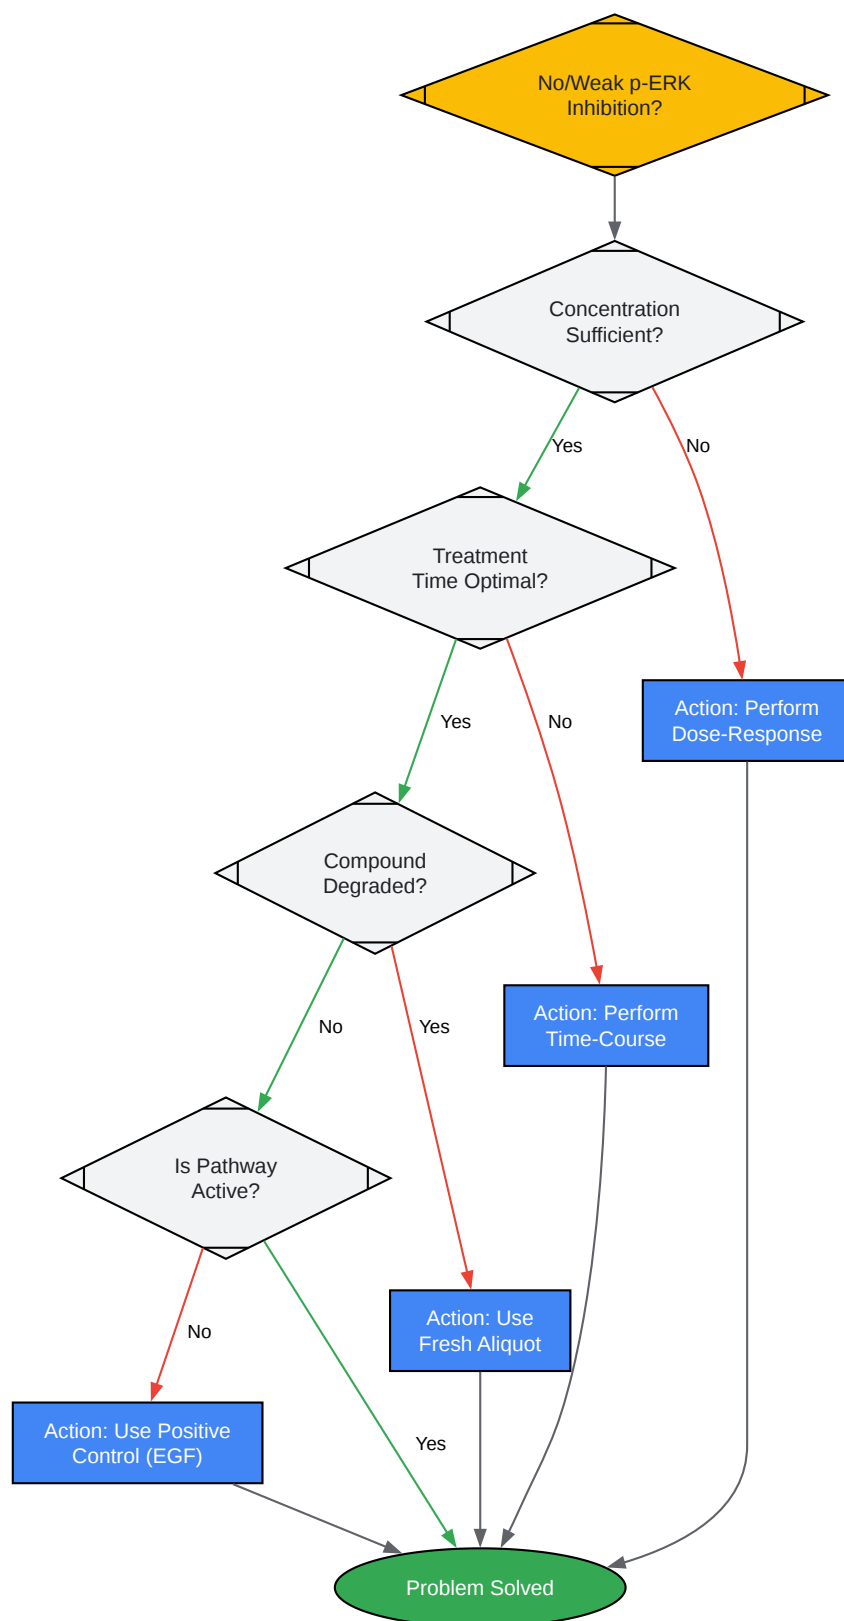 No/Weak p-ERK
Inhibition?
Concentration
Sufficient?
Yes
No
Treatment
Time Optimal?
Yes
No
Action: Perform
Dose-Response
Compound
Degraded?
No
Yes
Action: Perform
Time-Course
Is Pathway
Active?
No
Yes
Action: Use
Fresh Aliquot
Action: Use Positive
Control (EGF)
Problem Solved